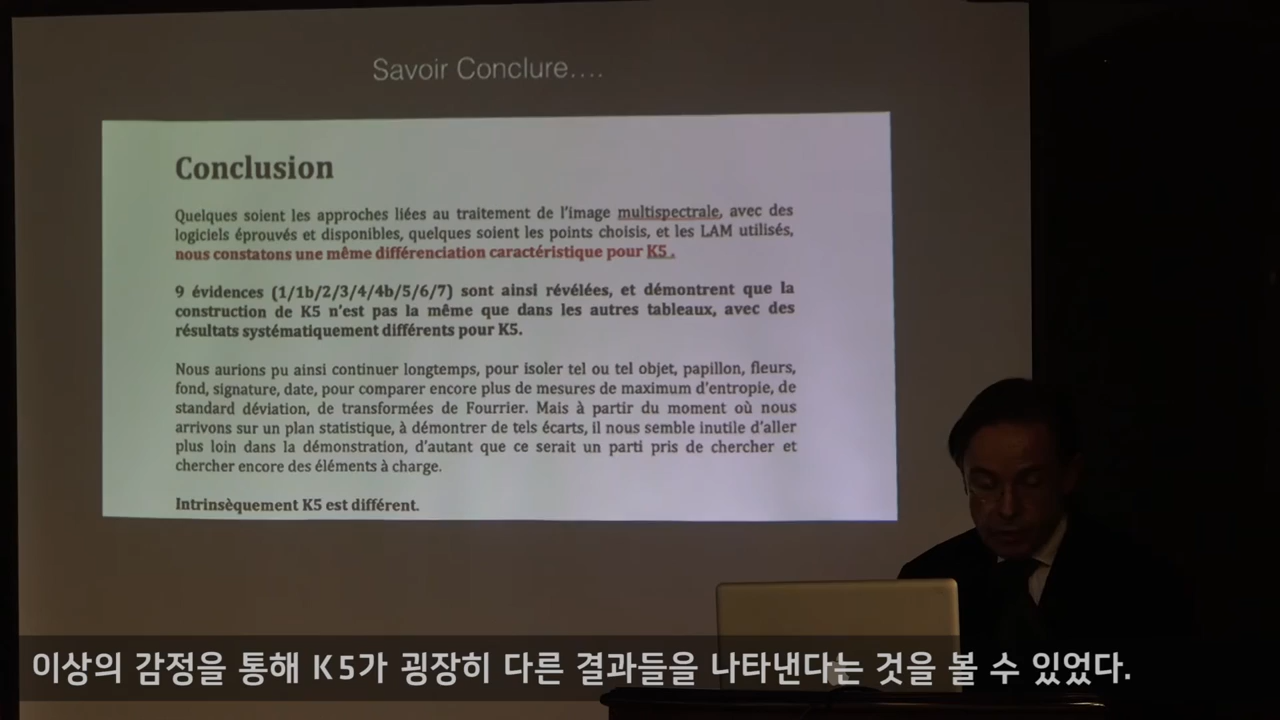 Savoir Conclure....
Conclusion
Quelques soient les approches liées au traitement de l'image multispectrale, avec des
logiciels éprouvés et disponibles, quelques soient les points choisis, et les LAM utilisés,
nous constatons une même différenciation caractéristique pour K5 .
9 évidences (1/1b/2/3/4/4b/5/6/7) sont ainsi révélées, et démontrent que la
construction de K5 n'est pas la même que dans les autres tableaux, avec des
résultats systématiquement différents pour K5.
Nous aurions pu ainsi continuer longtemps, pour isoler tel ou tel objet, papillon, fleurs,
fond, signature, date, pour comparer encore plus de mesures de maximum d'entropie, de
standard déviation, de transformées de Fourrier. Mais à partir du moment où nous
arrivons sur un plan statistique, à démontrer de tels écarts, il nous semble inutile d'aller
plus loin dans la démonstration, d'autant que ce serait un parti pris de chercher et
chercher encore des éléments à charge.
Intrinsèquement K5 est différent.
이상의 감정을 통해 K5가 굉장히 다른 결과들을 나타낸다는 것을 볼 수 있었다.